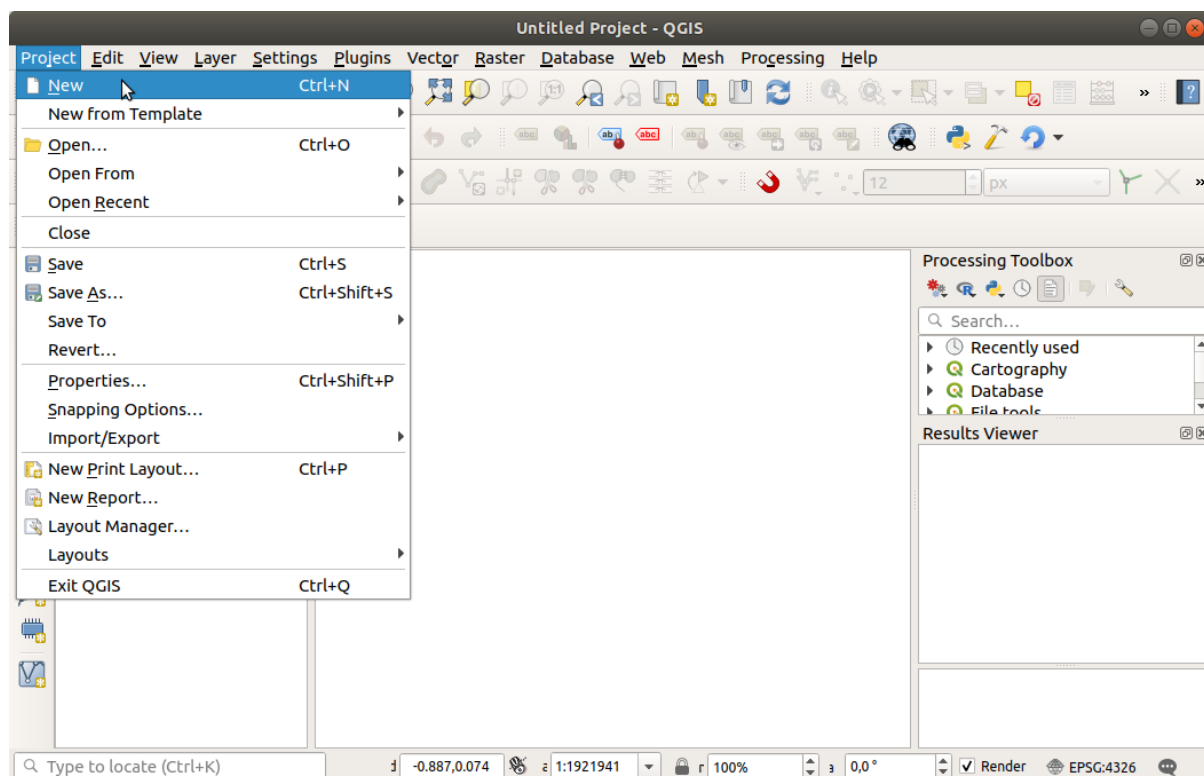 Untitled Project - QGIS
Project Edit View Layer Settings Plugins Vector Raster Database Web Mesh Processing Help
New Ctrl+N
New from Template
Open... Ctrl+O
Open From
Open Recent
Close
Save Ctrl+S
Save As... Ctrl+Shift+S
Save To
Revert...
Properties... Ctrl+Shift+P
Snapping Options...
Import/Export
New Print Layout... Ctrl+P
New Report...
Layout Manager...
Layouts
Exit QGIS Ctrl+Q
abc abc
12 px
Processing Toolbox
Search...
Recently used
Cartography
Database
File tools
Results Viewer
Type to locate (Ctrl+K) -0.887,0.074 1:1921941 100% 0,0 ° Render EPSG:4326